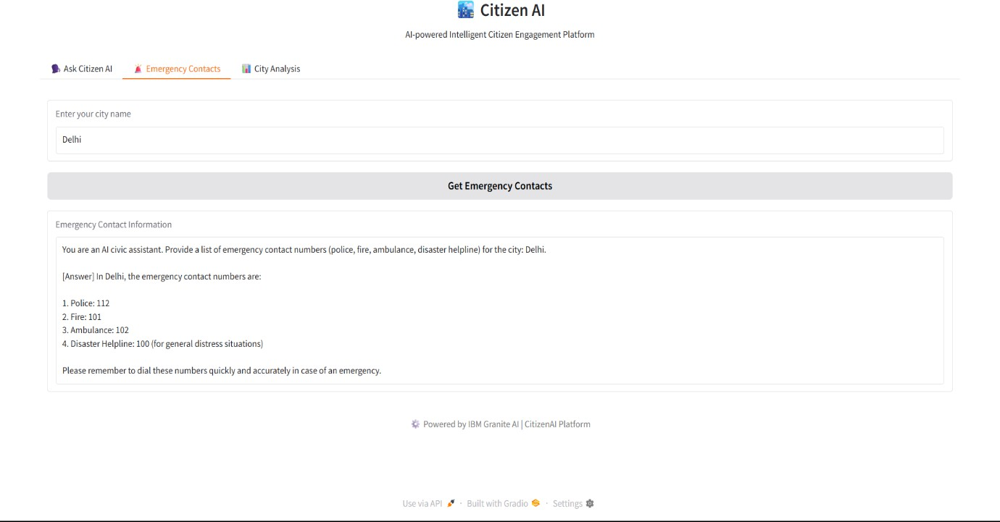 Citizen AI
AI-powered Intelligent Citizen Engagement Platform
Ask Citizen AI
Emergency Contacts
City Analysis
Enter your city name
Delhi
Get Emergency Contacts
Emergency Contact Information
You are an AI civic assistant. Provide a list of emergency contact numbers (police, fire, ambulance, disaster helpline) for the city: Delhi.
[Answer] In Delhi, the emergency contact numbers are:
1. Police: 112
2. Fire: 101
3. Ambulance: 102
4. Disaster Helpline: 100 (for general distress situations)
Please remember to dial these numbers quickly and accurately in case of an emergency.
Powered by IBM Granite AI | CitizenAI Platform
Use via API · Built with Gradio · Settings